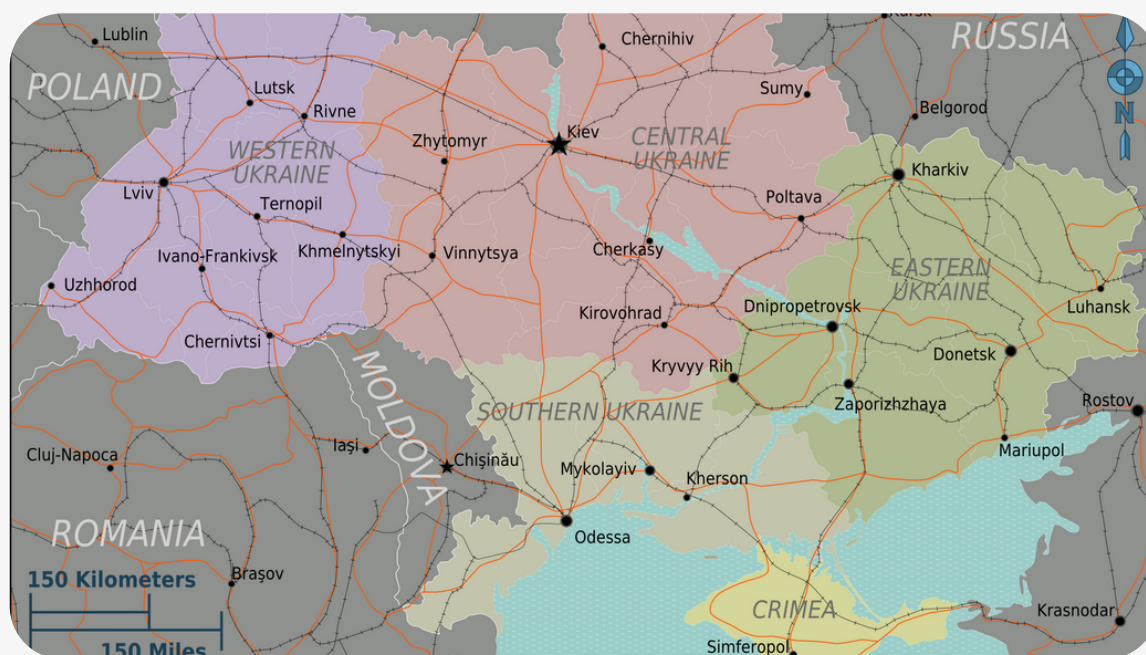 Kursk
RUSSIA
Lublin
Chernihiv
POLAND
Sumy
Lutsk
Belgorod
Rivne
N
Kiev
Zhytomyr
CENTRAL
UKRAINE
WESTERN
UKRAINE
Kharkiv
Lviv
Poltava
Ternopil
Cherkasy
Khmelnytskyi
Vinnytsya
Ivano-Frankivsk
EASTERN
UKRAINE
Uzhhorod
Luhansk
Dnipropetrovsk
Kirovohrad
Chernivtsi
Donetsk
Kryvyy Rih
MOLDOVA
Zaporizhzhaya
Rostov
SOUTHERN UKRAINE
Iaşi
Mariupol
Cluj-Napoca
Chişinău
Mykolayiv
Kherson
ROMANIA
Odessa
150 Kilometers
Braşov
CRIMEA
Krasnodar
150 Miles
Simferopol